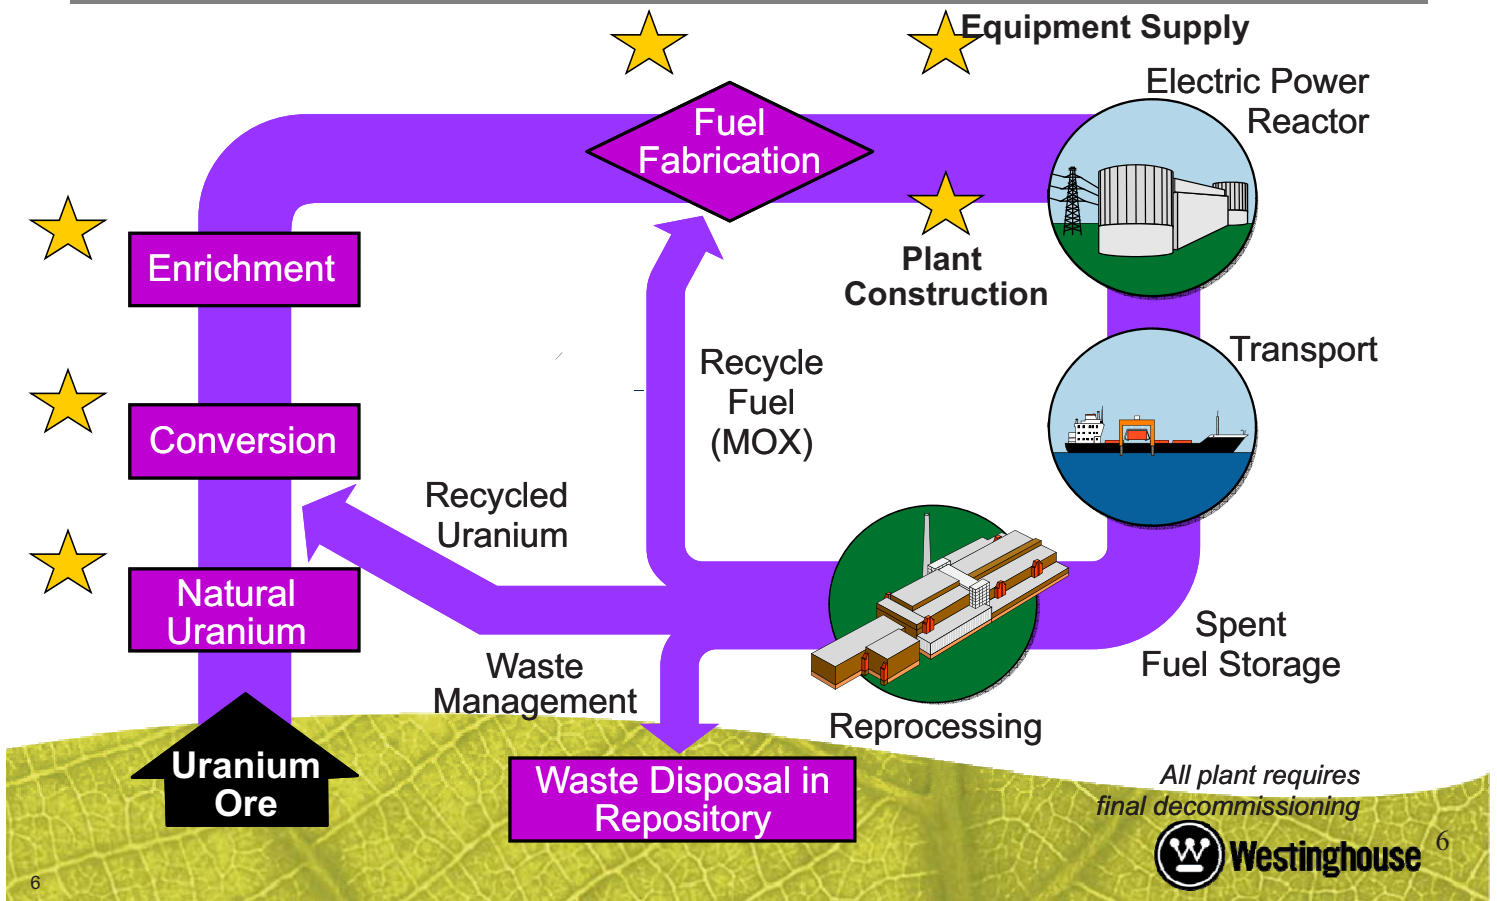 Equipment Supply
Electric Power
Reactor
Fuel
Fabrication
Plant
Construction
Enrichment
Transport
Recycle
Fuel
(MOX)
Conversion
Recycled
Uranium
Natural
Uranium
Spent
Fuel Storage
Waste
Management
Reprocessing
Uranium
Ore
Waste Disposal in
Repository
All plant requires
final decommissioning
W
Westinghouse
6
6